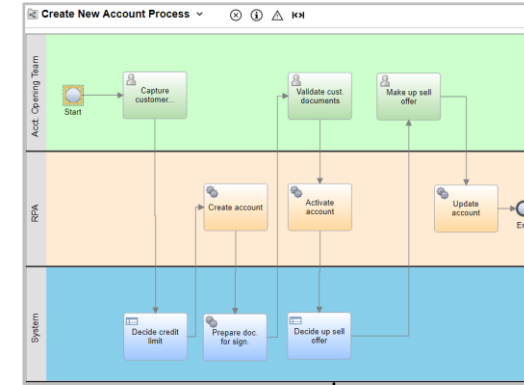 Create New Account Process
Acct. Opening Team
Start
Capture
customer...
Validate cust.
documents
Make up sell
offer
RPA
Create account
Activate
account
Update
account
System
Decide credit
limit
Prepare doc.
for sign.
Decide up sell
offer